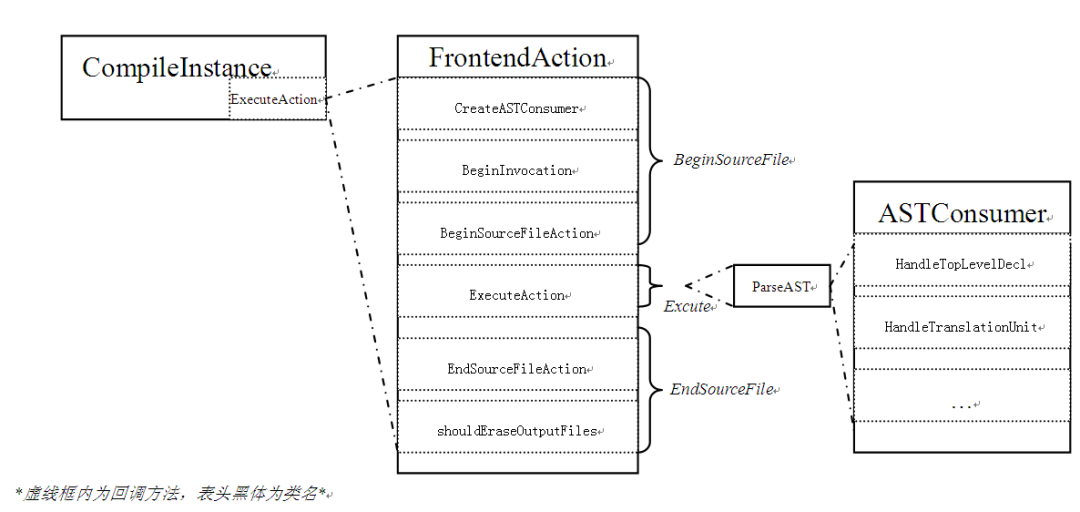 CompileInstance
ExecuteAction
FrontendAction
CreateASTConsumer
BeginInvocation
BeginSourceFileAction
BeginSourceFile
ExecuteAction
Excute
ParseAST
EndSourceFileAction
shouldEraseOutputFiles
EndSourceFile
ASTConsumer
HandleTopLevelDecl
HandleTranslationUnit
...
*虚线框内为回调方法，表头黑体为类名*